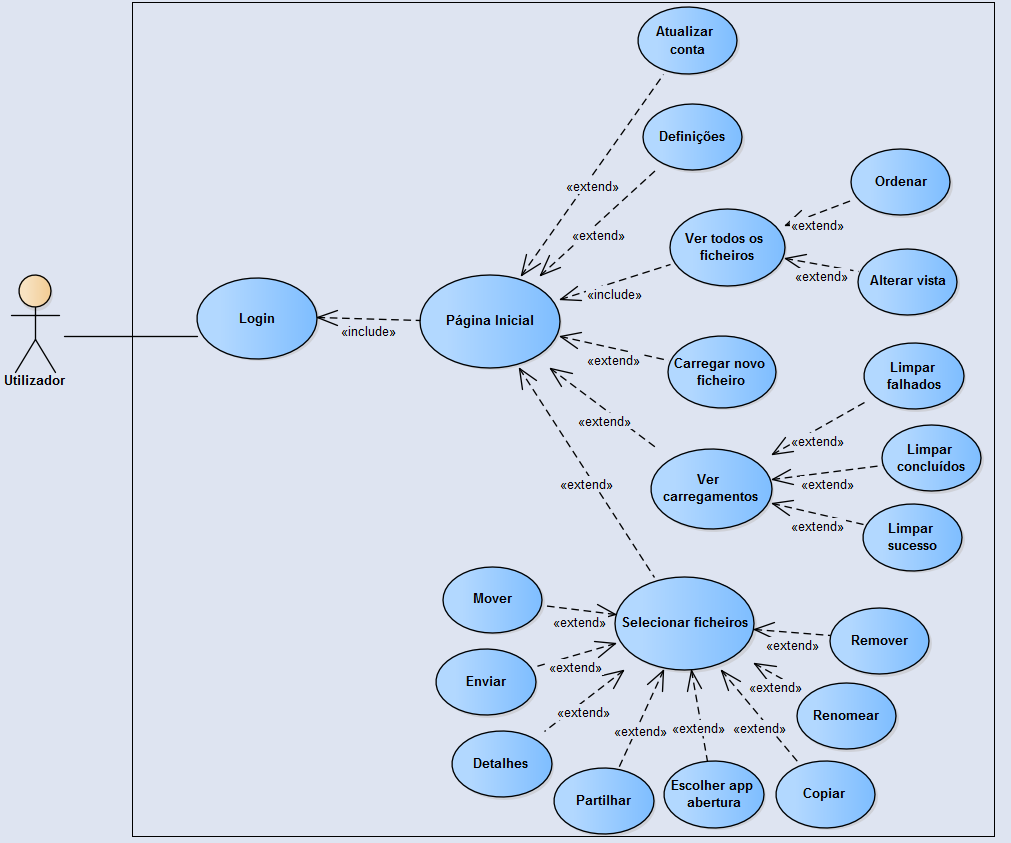 Atualizar
conta
Definições
«extend»
Ordenar
«extend»
«extend»
Ver todos os
ficheiros
«extend»
Alterar vista
«include»
Login
Página Inicial
«include»
«extend»
Carregar novo
ficheiro
Limpar
falhados
Utilizador
«extend»
«extend»
Limpar
concluídos
Ver
carregamentos
«extend»
«extend»
«extend»
Limpar
sucesso
Mover
«extend»
Selecionar ficheiros
Remover
«extend»
Enviar
«extend»
«extend»
Renomear
«extend»
«extend»
«extend»
«extend»
Detalhes
Partilhar
Escolher app
abertura
Copiar